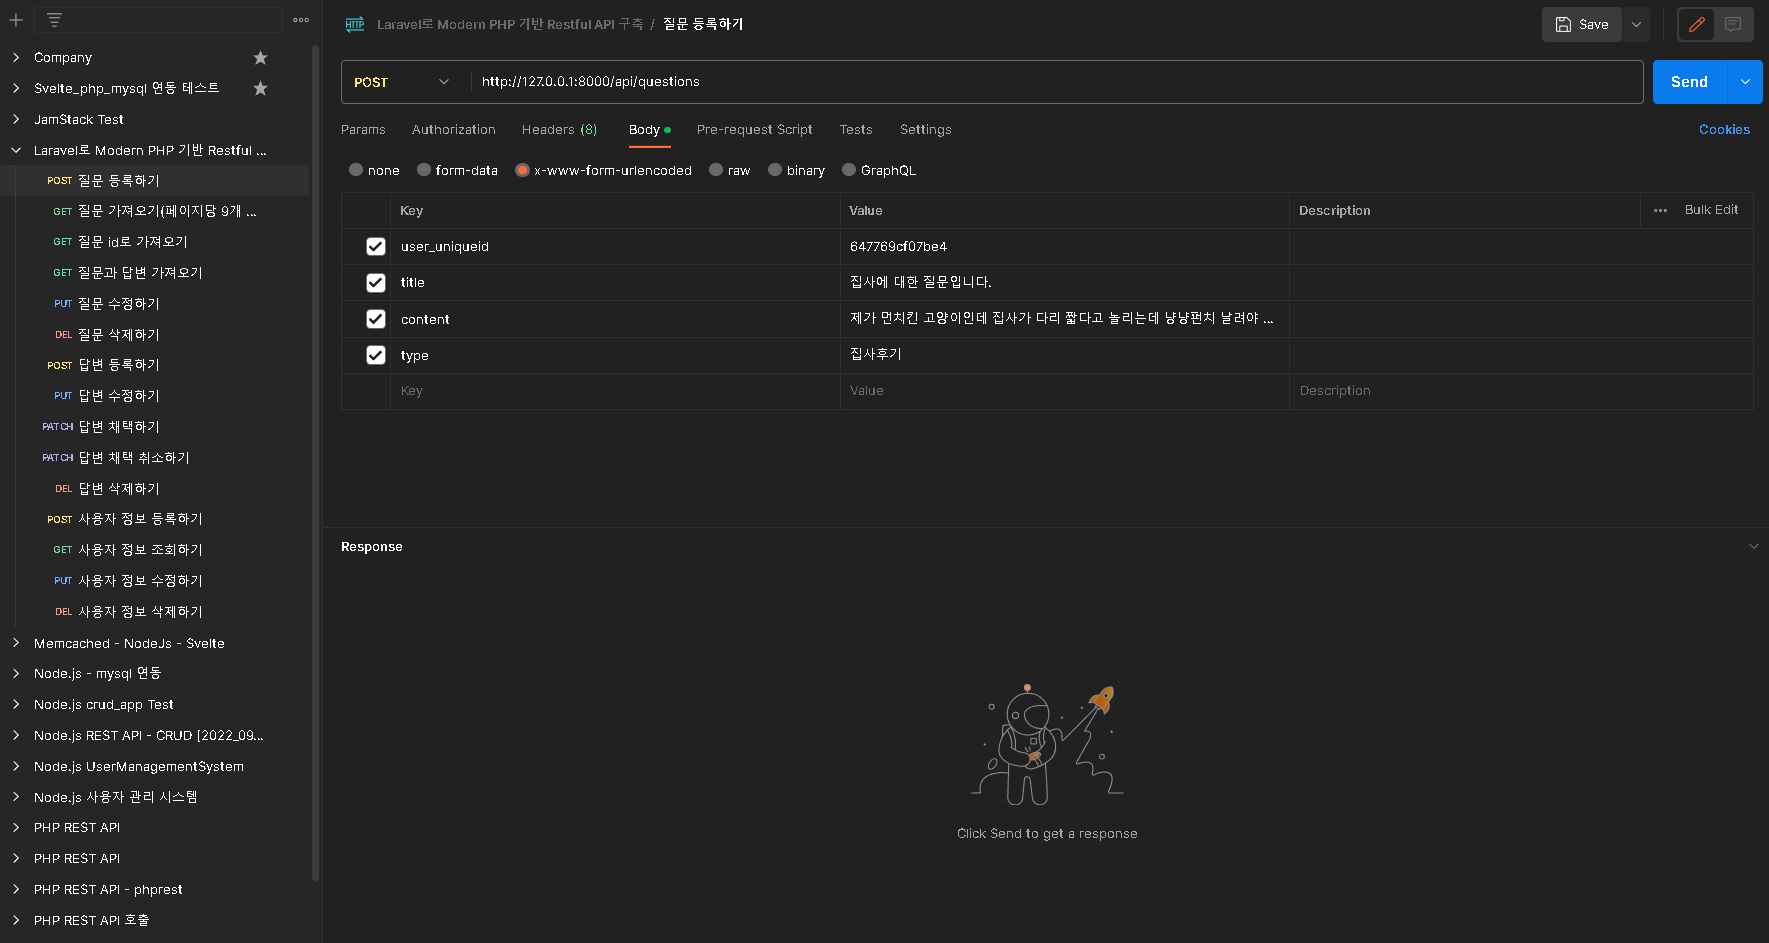 Company
Svelte_php_mysql 연동 테스트
JamStack Test
Laravel로 Modern PHP 기반 Restful ...
POST 질문 등록하기
GET 질문 가져오기(페이지당 9개 ...
GET 질문 id로 가져오기
GET 질문과 답변 가져오기
PUT 질문 수정하기
DEL 질문 삭제하기
POST 답변 등록하기
PUT 답변 수정하기
PATCH 답변 채택하기
PATCH 답변 채택 취소하기
DEL 답변 삭제하기
POST 사용자 정보 등록하기
GET 사용자 정보 조회하기
PUT 사용자 정보 수정하기
DEL 사용자 정보 삭제하기
Memcached - NodeJs - Svelte
Node.js - mysql 연동
Node.js crud_app Test
Node.js REST API - CRUD [2022_09...
Node.js UserManagementSystem
Node.js 사용자 관리 시스템
PHP REST API
PHP REST API
PHP REST API - phprest
PHP REST API 호출
HTTP Laravel로 Modern PHP 기반 Restful API 구축 / 질문 등록하기
Save
POST http://127.0.0.1:8000/api/questions
Send
Params Authorization Headers (8) Body Pre-request Script Tests Settings Cookies
none form-data x-www-form-urlencoded raw binary GraphQL
Key Value Description Bulk Edit
user_uniqueid 647769cf07be4
title 집사에 대한 질문입니다.
content 제가 먼치킨 고양이인데 집사가 다리 짧다고 놀리는데 냥냥펀치 날려야 ...
type 집사후기
Key Value Description
Response
Click Send to get a response